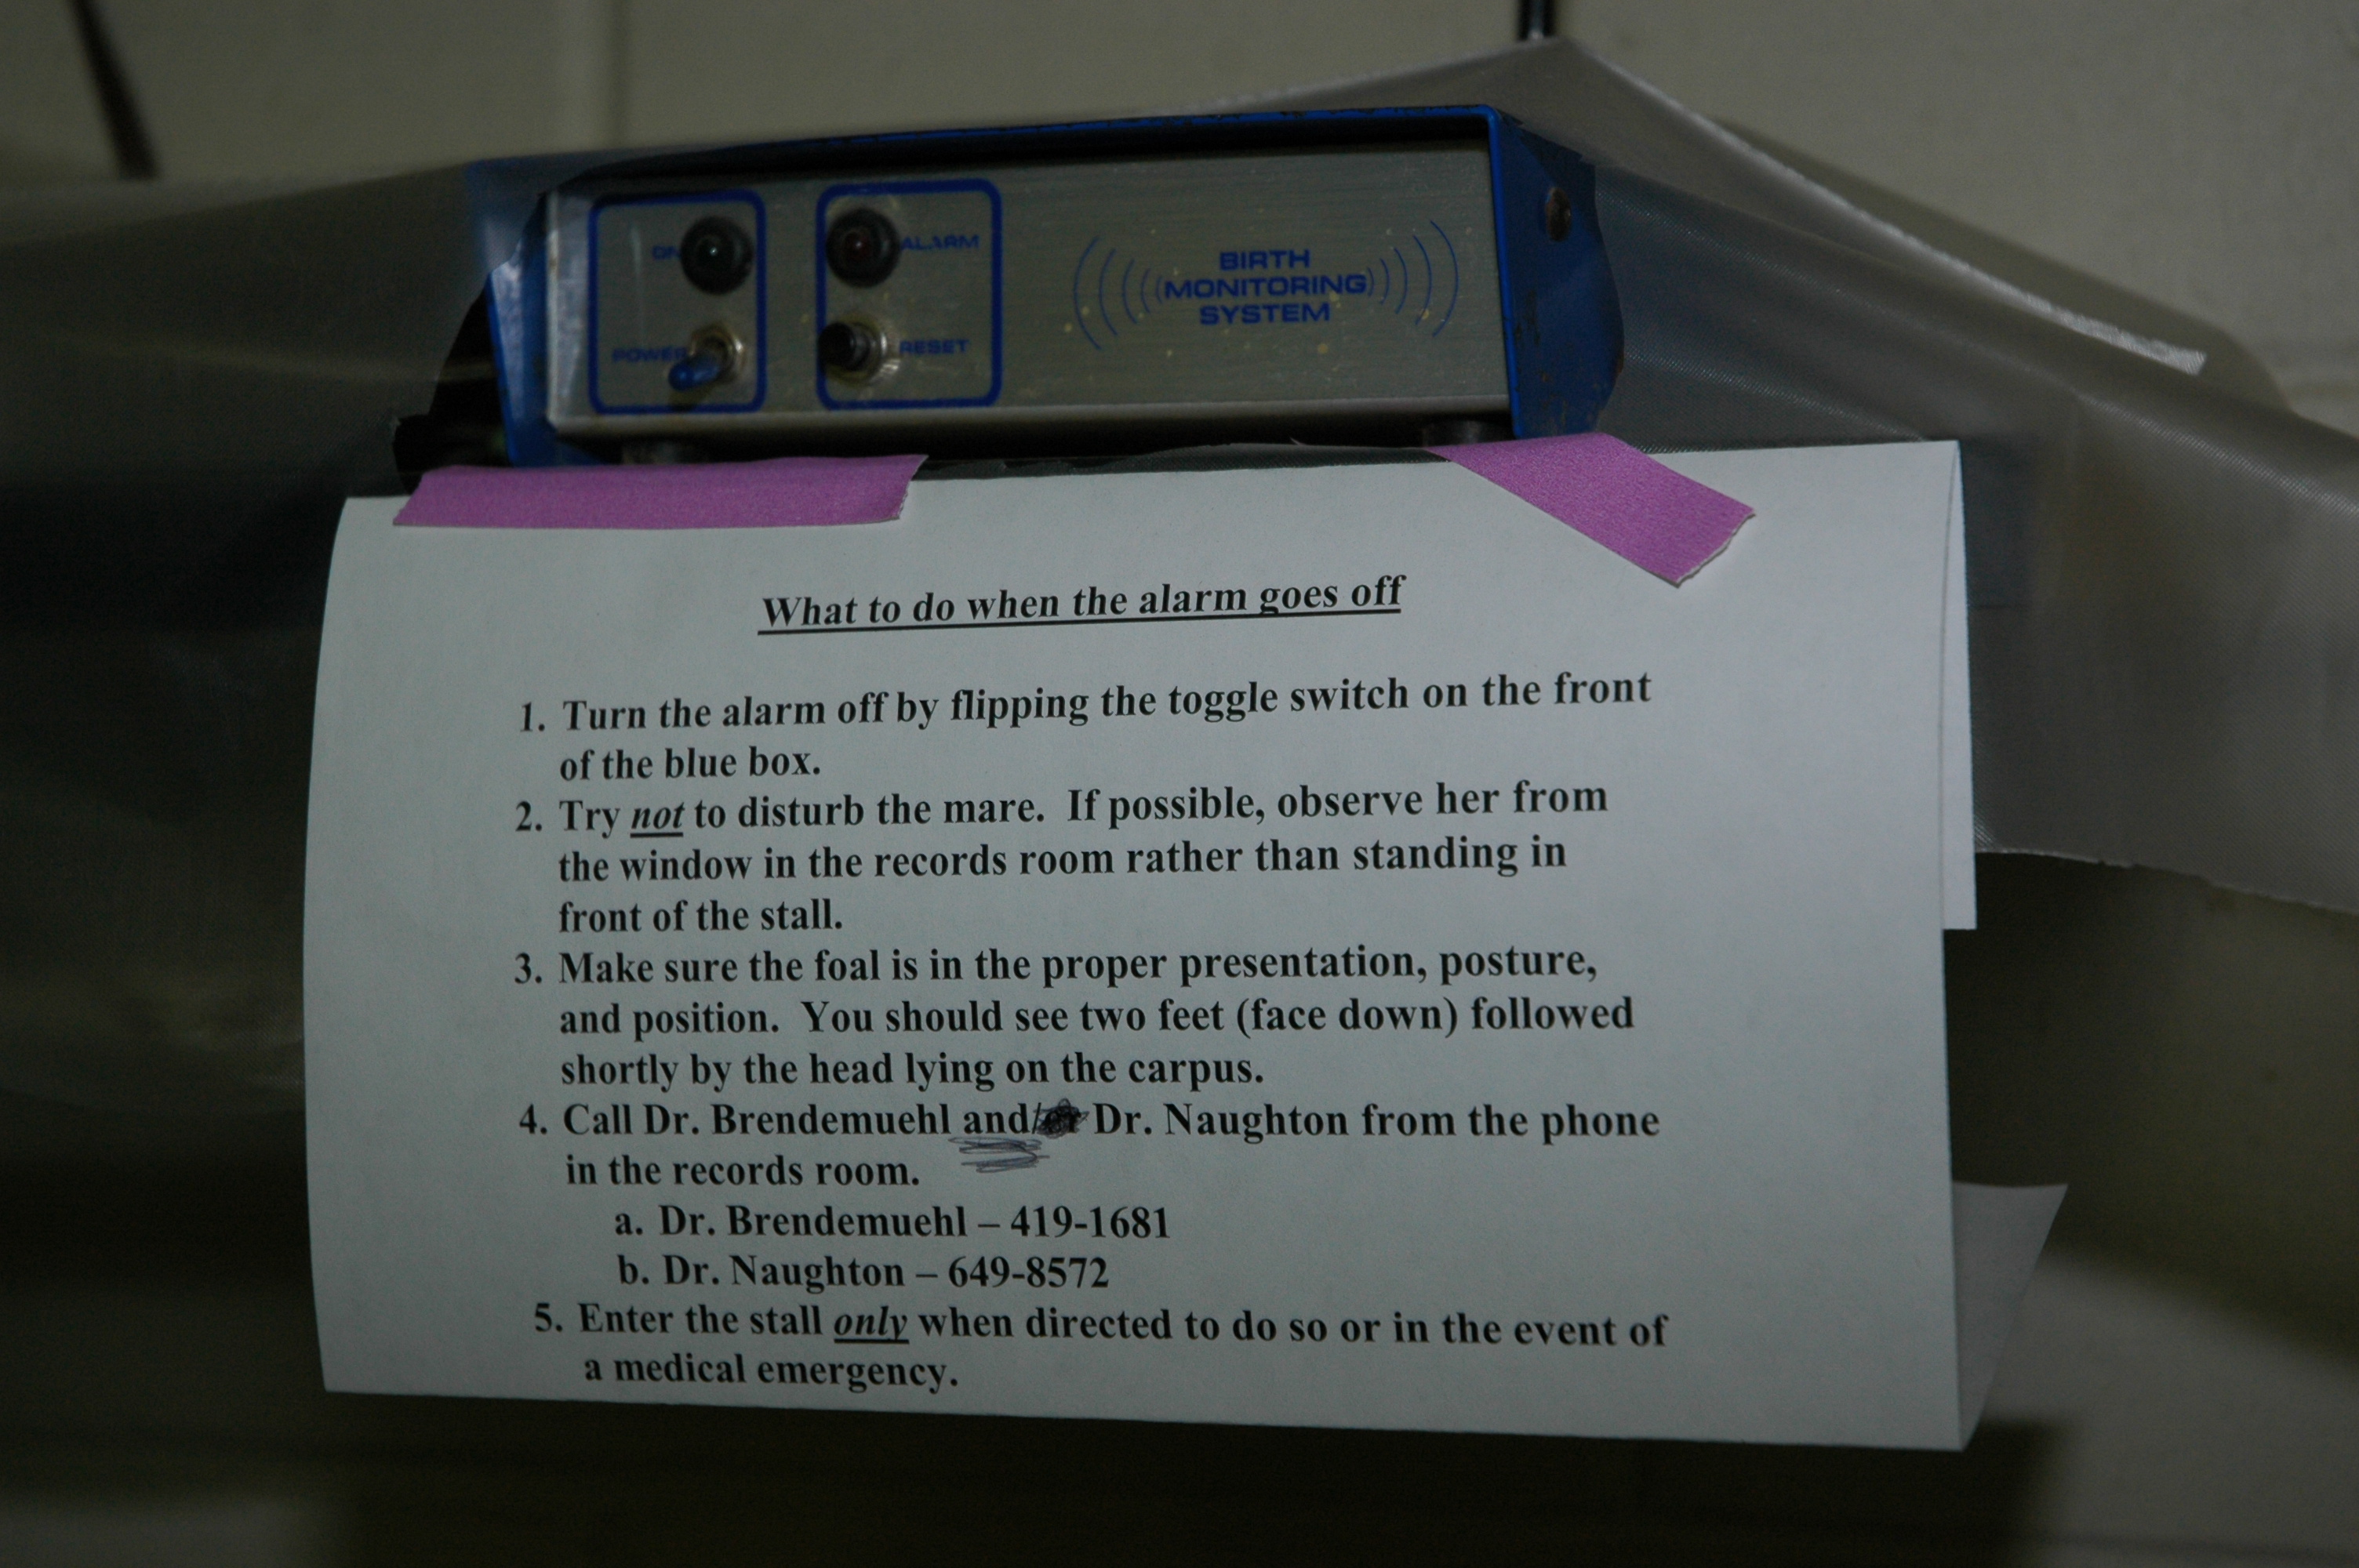 ON
ALARM
POWER
RESET
BIRTH
MONITORING
SYSTEM
What to do when the alarm goes off
1. Turn the alarm off by flipping the toggle switch on the front
of the blue box.
2. Try not to disturb the mare. If possible, observe her from
the window in the records room rather than standing in
front of the stall.
3. Make sure the foal is in the proper presentation, posture,
and position. You should see two feet (face down) followed
shortly by the head lying on the carpus.
4. Call Dr. Brendemuehl and/ Dr. Naughton from the phone
in the records room.
a. Dr. Brendemuehl – 419-1681
b. Dr. Naughton – 649-8572
5. Enter the stall only when directed to do so or in the event of
a medical emergency.